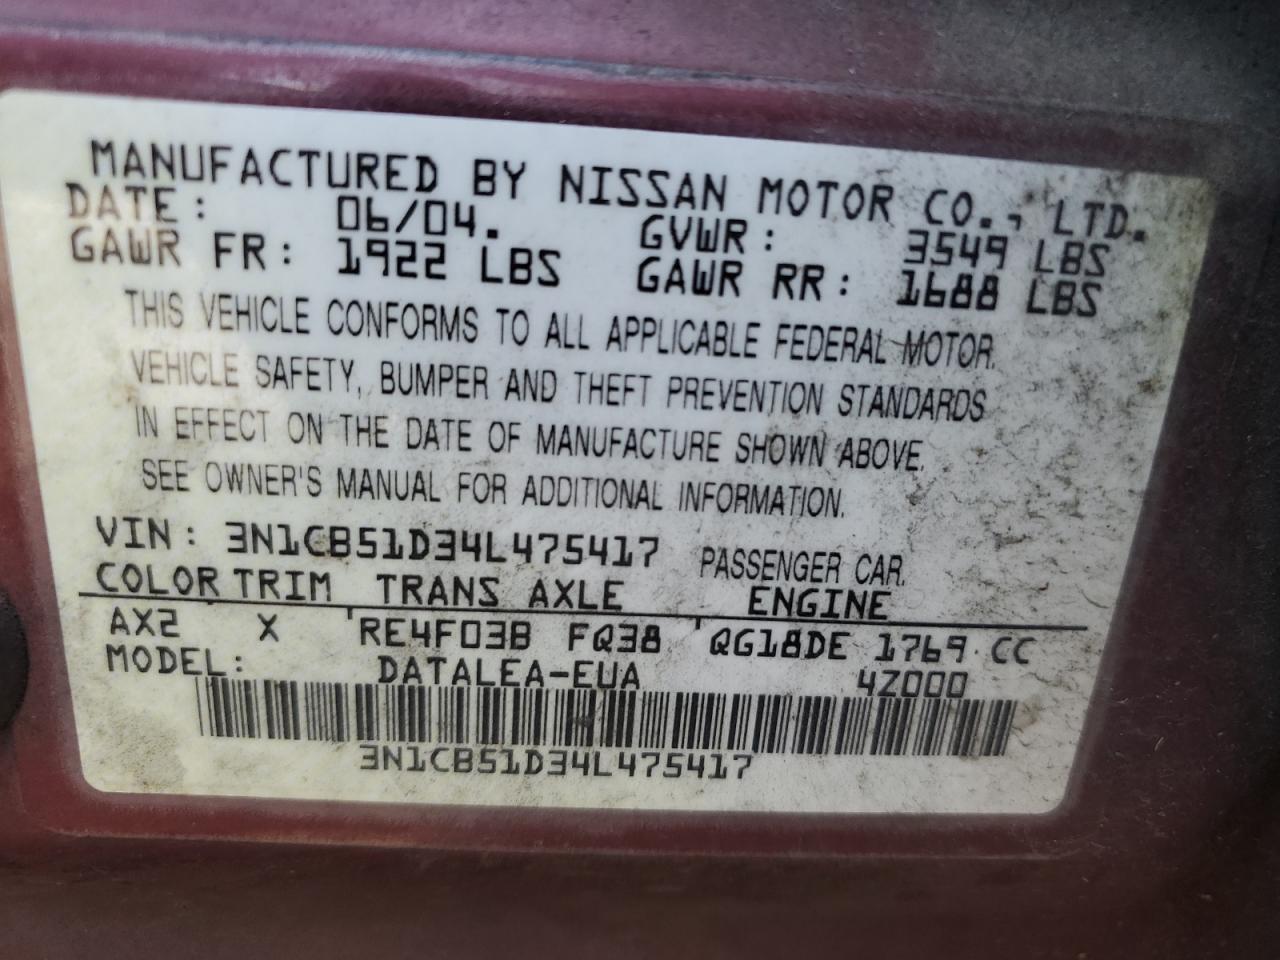 MANUFACTURED BY NISSAN MOTOR CO., LTD.
DATE: 06/04. GVWR: 3549 LBS
GAWR FR: 1922 LBS GAWR RR: 1688 LBS
THIS VEHICLE CONFORMS TO ALL APPLICABLE FEDERAL MOTOR
VEHICLE SAFETY, BUMPER AND THEFT PREVENTION STANDARDS
IN EFFECT ON THE DATE OF MANUFACTURE SHOWN ABOVE.
SEE OWNER'S MANUAL FOR ADDITIONAL INFORMATION.
VIN: 3N1CB51D34L475417 PASSENGER CAR.
COLOR TRIM TRANS AXLE ENGINE
AX2 X RE4F03B FQ38 QG18DE 1769 CC
MODEL: DATALEA-EUA 4Z000
3N1CB51D34L475417